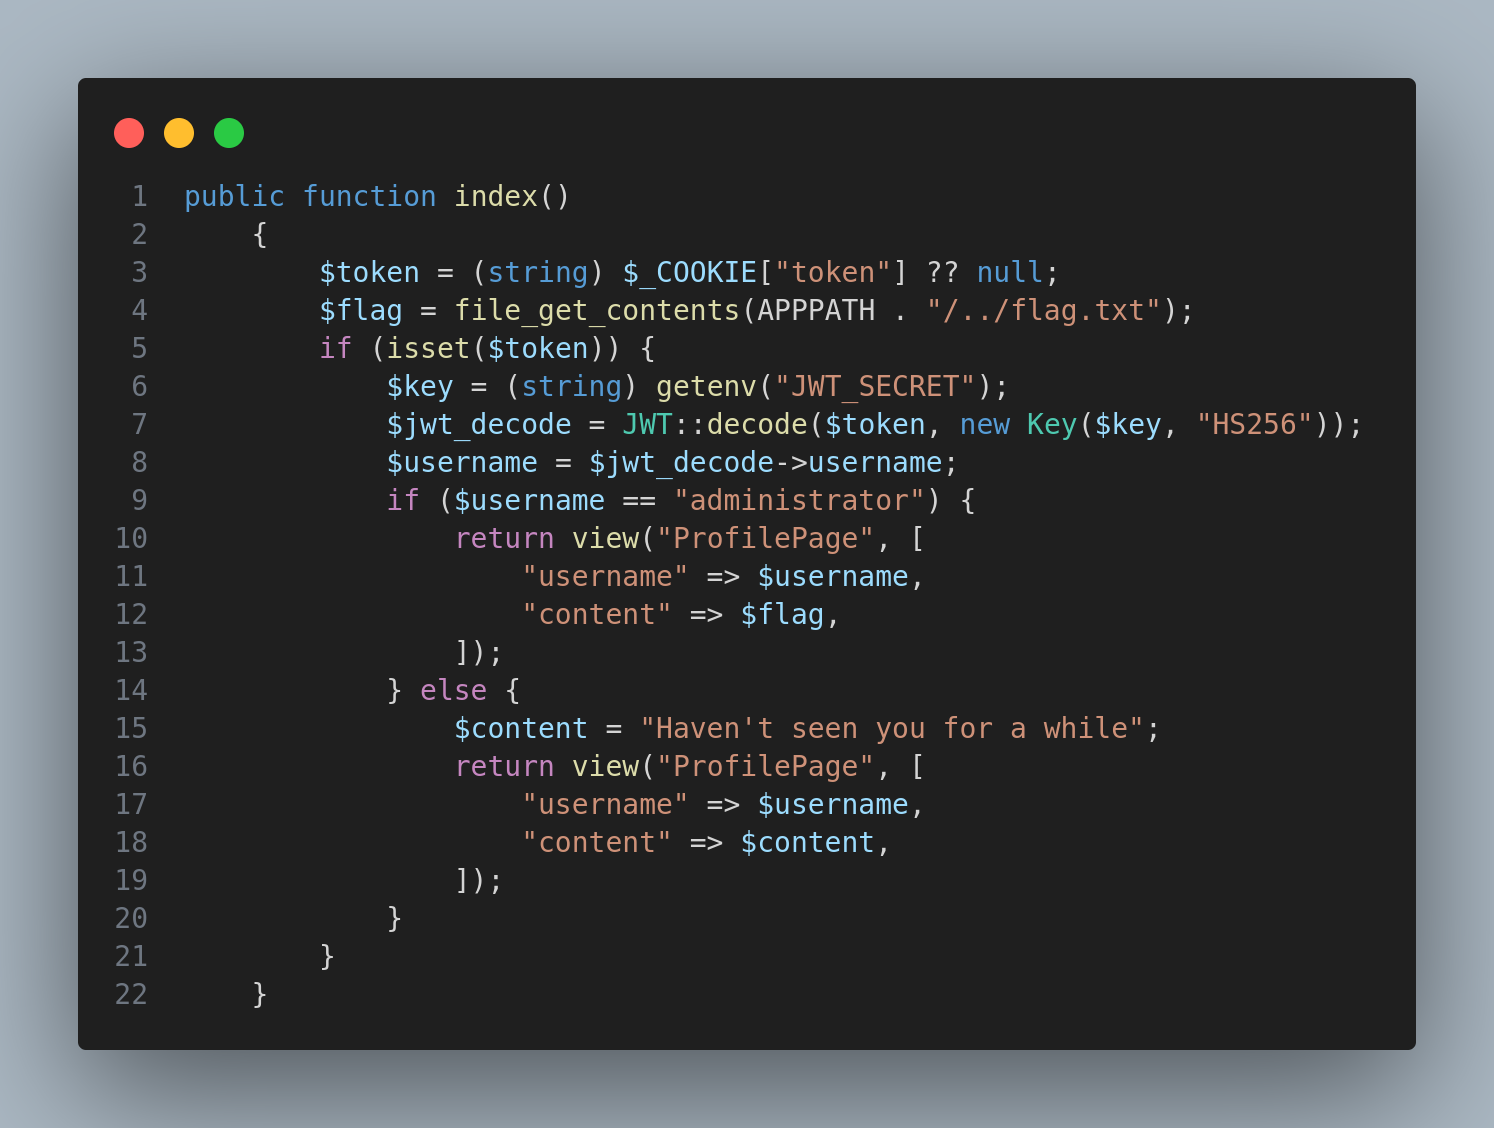 1 public function index()
2     {
3         $token = (string) $_COOKIE["token"] ?? null;
4         $flag = file_get_contents(APPPATH . "/../flag.txt");
5         if (isset($token)) {
6             $key = (string) getenv("JWT_SECRET");
7             $jwt_decode = JWT::decode($token, new Key($key, "HS256"));
8             $username = $jwt_decode->username;
9             if ($username == "administrator") {
10                 return view("ProfilePage", [
11                     "username" => $username,
12                     "content" => $flag,
13                 ]);
14             } else {
15                 $content = "Haven't seen you for a while";
16                 return view("ProfilePage", [
17                     "username" => $username,
18                     "content" => $content,
19                 ]);
20             }
21         }
22     }